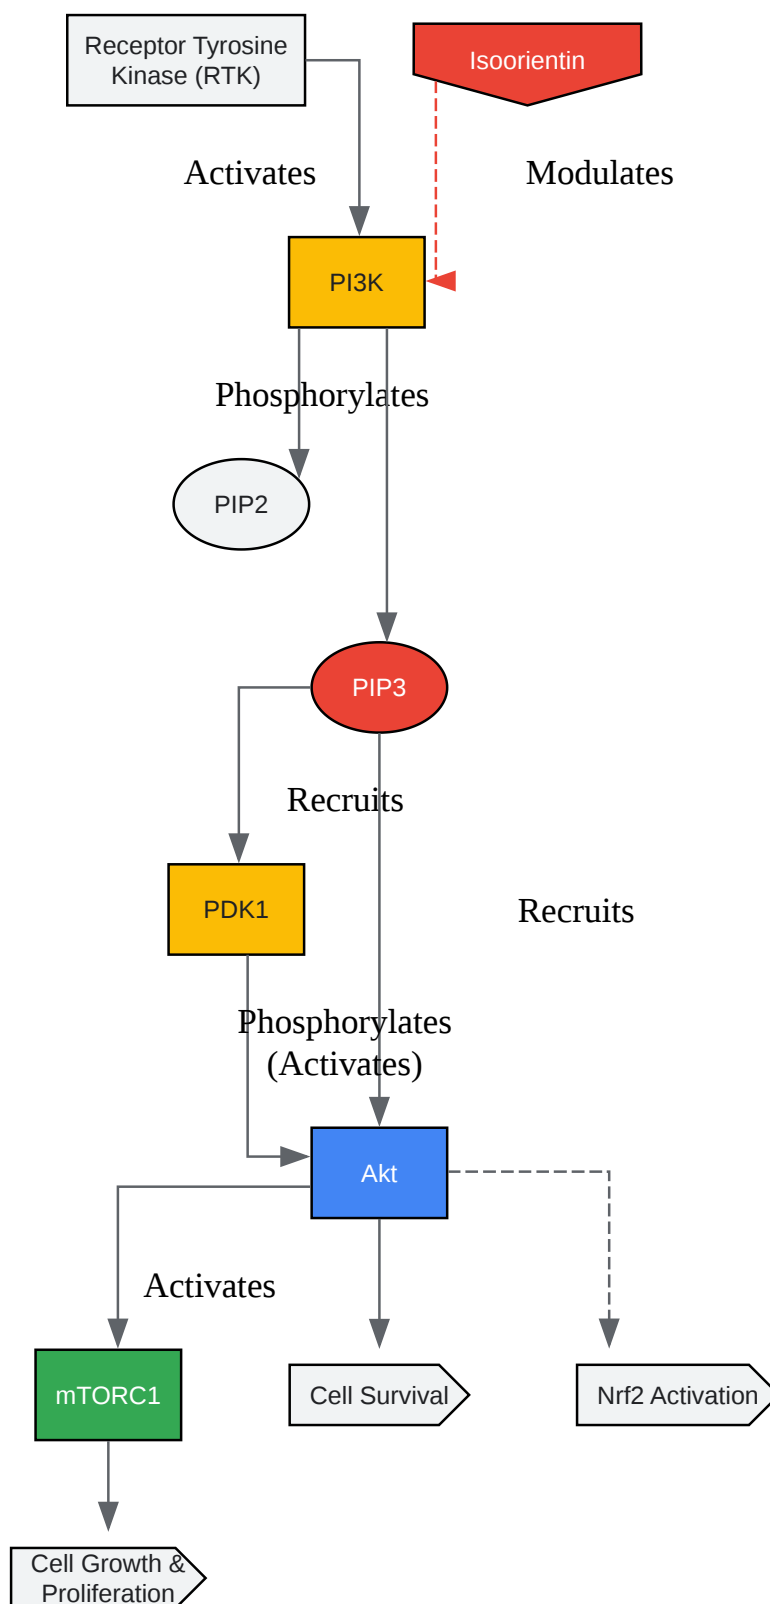 Receptor Tyrosine
Kinase (RTK)
Isoorientin
Activates
Modulates
PI3K
Phosphorylates
PIP2
PIP3
Recruits
PDK1
Recruits
Phosphorylates
(Activates)
Akt
Activates
mTORC1
Cell Survival
Nrf2 Activation
Cell Growth &
Proliferation